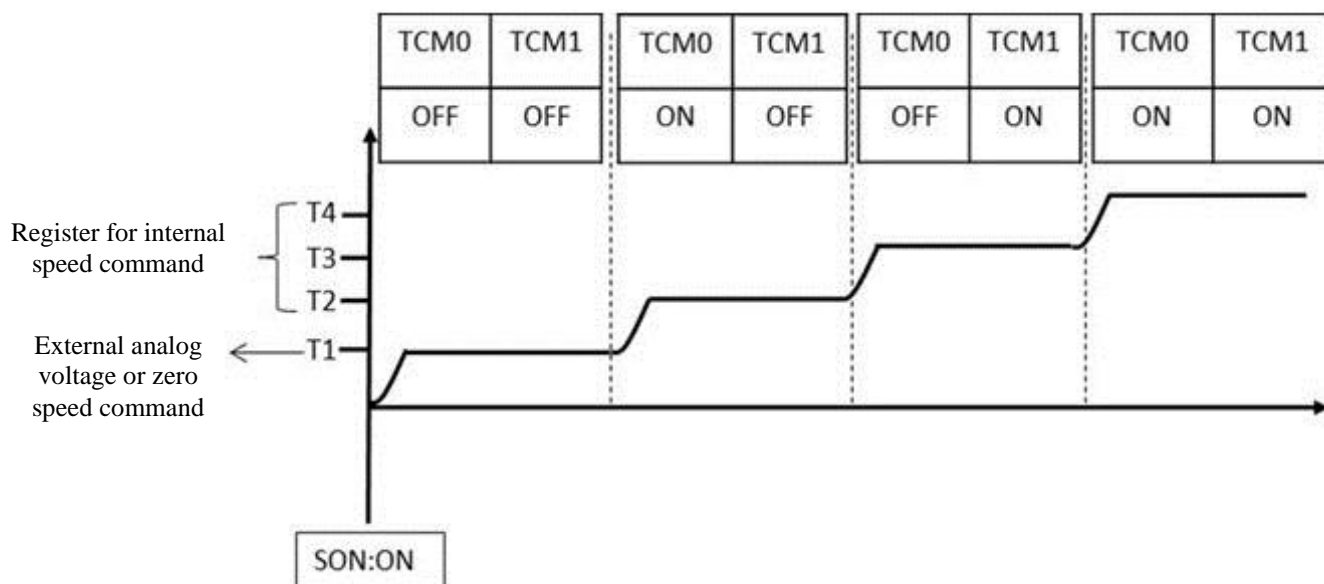 TCM0 TCM1 TCM0 TCM1 TCM0 TCM1 TCM0 TCM1
OFF OFF ON OFF OFF ON ON ON
Register for internal
speed command
T4
T3
T2
T1
External analog
voltage or zero
speed command
SON:ON